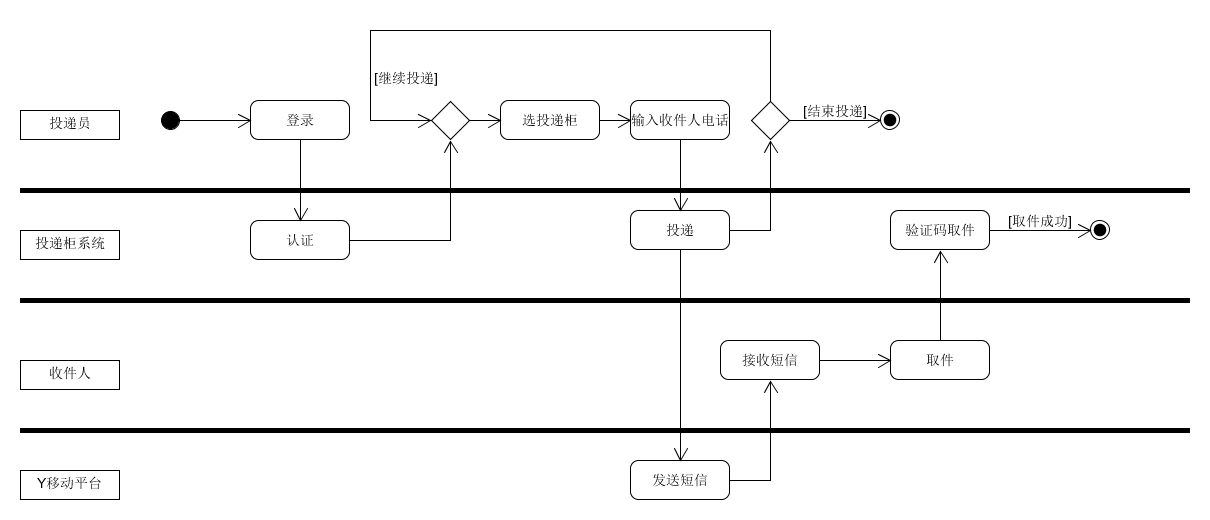 [继续投递]
投递员
登录
选投递柜
输入收件人电话
[结束投递]
投递柜系统
认证
投递
验证码取件
[取件成功]
收件人
接收短信
取件
Y移动平台
发送短信